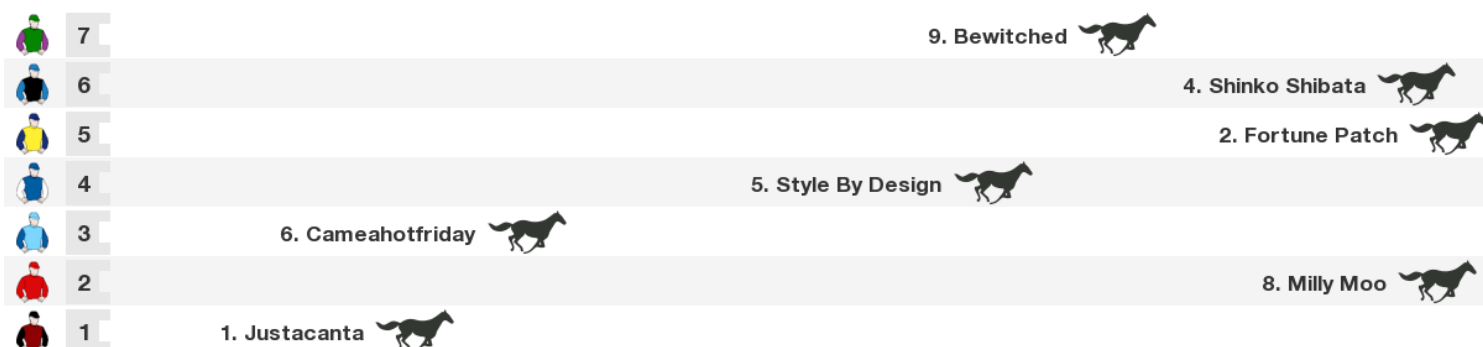 7 9. Bewitched
6 4. Shinko Shibata
5 2. Fortune Patch
4 5. Style By Design
3 6. Cameahotfriday
2 8. Milly Moo
1 1. Justacanta